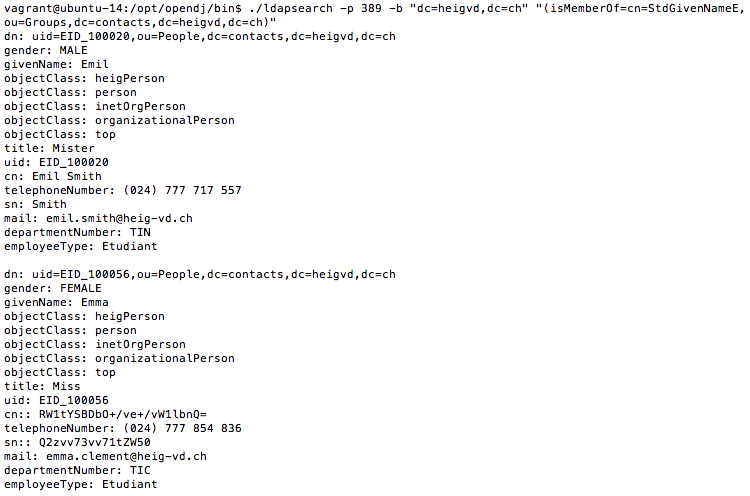 vagrant@ubuntu-14:/opt/opendj/bin$ ./ldapsearch -p 389 -b "dc=heigvd,dc=ch" "(isMemberOf=cn=StdGivenNameE,
ou=Groups,dc=contacts,dc=heigvd,dc=ch)"
dn: uid=EID_100020,ou=People,dc=contacts,dc=heigvd,dc=ch
gender: MALE
givenName: Emil
objectClass: heigPerson
objectClass: person
objectClass: inetOrgPerson
objectClass: organizationalPerson
objectClass: top
title: Mister
uid: EID_100020
cn: Emil Smith
telephoneNumber: (024) 777 717 557
sn: Smith
mail: emil.smith@heig-vd.ch
departmentNumber: TIN
employeeType: Etudiant

dn: uid=EID_100056,ou=People,dc=contacts,dc=heigvd,dc=ch
gender: FEMALE
givenName: Emma
objectClass: heigPerson
objectClass: person
objectClass: inetOrgPerson
objectClass: organizationalPerson
objectClass: top
title: Miss
uid: EID_100056
cn:: RW1tYSBDbO+/ve+/vW1lbnQ=
telephoneNumber: (024) 777 854 836
sn:: Q2zvv73vv71tZW50
mail: emma.clement@heig-vd.ch
departmentNumber: TIC
employeeType: Etudiant